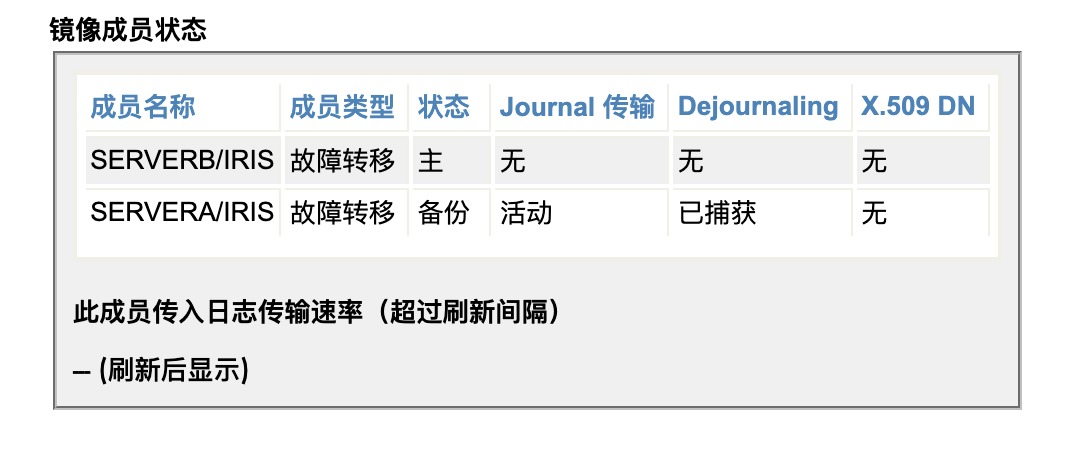 镜像成员状态
成员名称 成员类型 状态 Journal 传输 Dejournaling X.509 DN
SERVERB/IRIS 故障转移 主 无 无 无
SERVERA/IRIS 故障转移 备份 活动 已捕获 无
此成员传入日志传输速率（超过刷新间隔）
-- (刷新后显示)